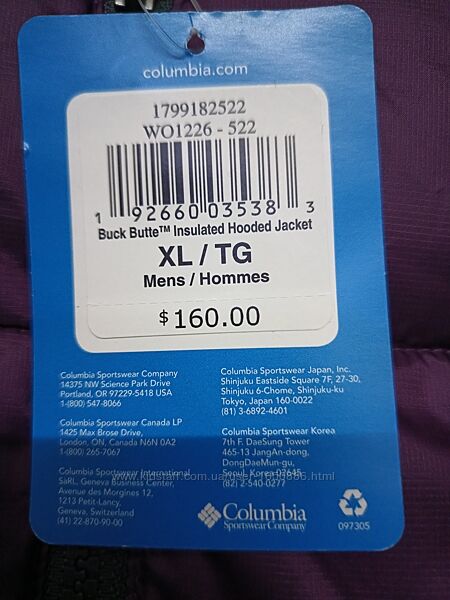 columbia.com
1799182522
WO1226 - 522
1 92660 03538 3
Buck Butte™ Insulated Hooded Jacket
XL / TG
Mens / Hommes
$160.00
Columbia Sportswear Company
14375 NW Science Park Drive
Portland, OR 97229-5418 USA
1-(800) 547-8066
Columbia Sportswear Canada LP
1425 Max Brose Drive,
London, ON, Canada N6N 0A2
1-(800) 265-7067
Columbia Sportswear International
SàRL, Geneva Business Center,
Avenue des Morgines 12,
1213 Petit-Lancy,
Geneva, Switzerland
(41) 22-870-90-00
Columbia Sportswear Japan, Inc.
Shinjuku Eastside Square 7F, 27-30,
Shinjuku 6-Chome, Shinjuku-ku
Tokyo, Japan 160-0022
(81) 3-6892-4601
Columbia Sportswear Korea
7th F. DaeSung Tower
465-13 JangAn-dong,
DongDaeMun-gu,
Seoul, Korea 02645
(82) 2-540-0277
Columbia
Sportswear Company
097305